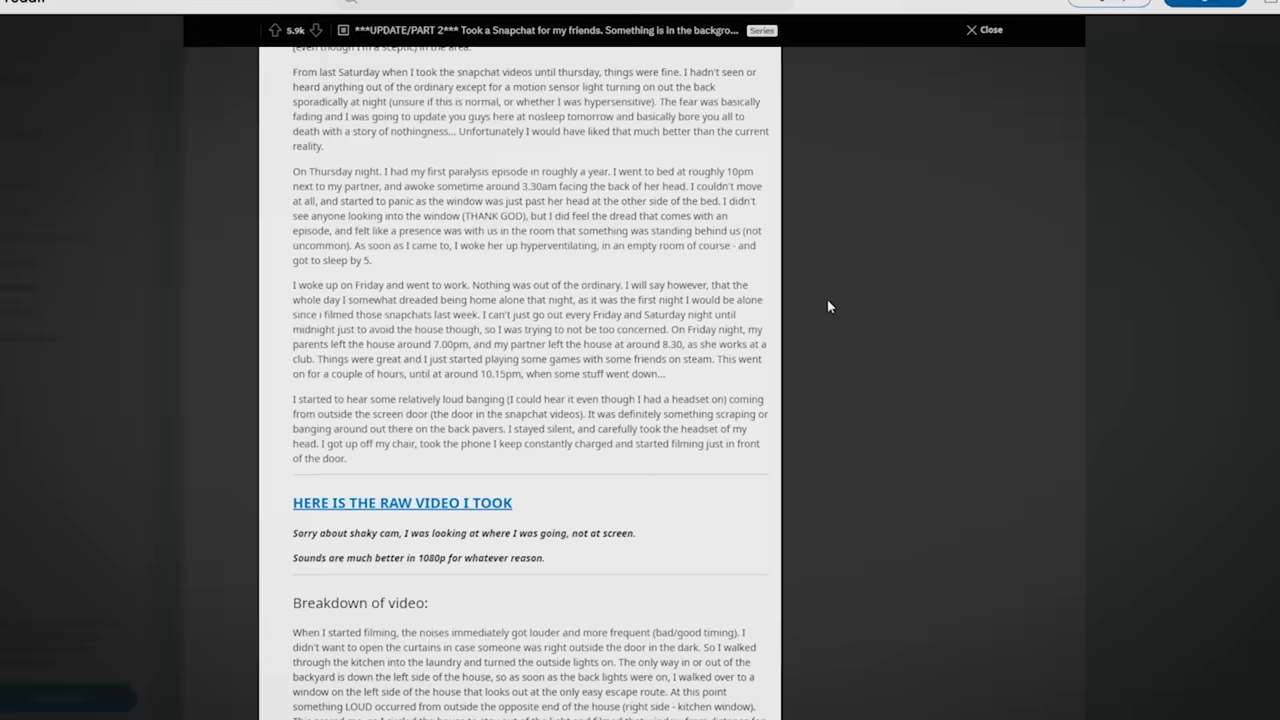 5.9k ***UPDATE/PART 2*** Took a Snapchat for my friends. Something is in the backgro... Series Close
(even though I'm a sceptic) in the area.
From last Saturday when I took the snapchat videos until thursday, things were fine. I hadn't seen or
heard anything out of the ordinary except for a motion sensor light turning on out the back
sporadically at night (unsure if this is normal, or whether I was hypersensitive). The fear was basically
fading and I was going to update you guys here at nosleep tomorrow and basically bore you all to
death with a story of nothingness... Unfortunately I would have liked that much better than the current
reality.
On Thursday night. I had my first paralysis episode in roughly a year. I went to bed at roughly 10pm
next to my partner, and awoke sometime around 3.30am facing the back of her head. I couldn't move
at all, and started to panic as the window was just past her head at the other side of the bed. I didn't
see anyone looking into the window (THANK GOD), but I did feel the dread that comes with an
episode, and felt like a presence was with us in the room that something was standing behind us (not
uncommon). As soon as I came to, I woke her up hyperventilating, in an empty room of course - and
got to sleep by 5.
I woke up on Friday and went to work. Nothing was out of the ordinary. I will say however, that the
whole day I somewhat dreaded being home alone that night, as it was the first night I would be alone
since i filmed those snapchats last week. I can't just go out every Friday and Saturday night until
midnight just to avoid the house though, so I was trying to not be too concerned. On Friday night, my
parents left the house around 7.00pm, and my partner left the house at around 8.30, as she works at a
club. Things were great and I just started playing some games with some friends on steam. This went
on for a couple of hours, until at around 10.15pm, when some stuff went down...
I started to hear some relatively loud banging (I could hear it even though I had a headset on) coming
from outside the screen door (the door in the snapchat videos). It was definitely something scraping or
banging around out there on the back pavers. I stayed silent, and carefully took the headset of my
head. I got up off my chair, took the phone I keep constantly charged and started filming just in front
of the door.
HERE IS THE RAW VIDEO I TOOK
Sorry about shaky cam, I was looking at where I was going, not at screen.
Sounds are much better in 1080p for whatever reason.
Breakdown of video:
When I started filming, the noises immediately got louder and more frequent (bad/good timing). I
didn't want to open the curtains in case someone was right outside the door in the dark. So I walked
through the kitchen into the laundry and turned the outside lights on. The only way in or out of the
backyard is down the left side of the house, so as soon as the back lights were on, I walked over to a
window on the left side of the house that looks out at the only easy escape route. At this point
something LOUD occurred from outside the opposite end of the house (right side - kitchen window).